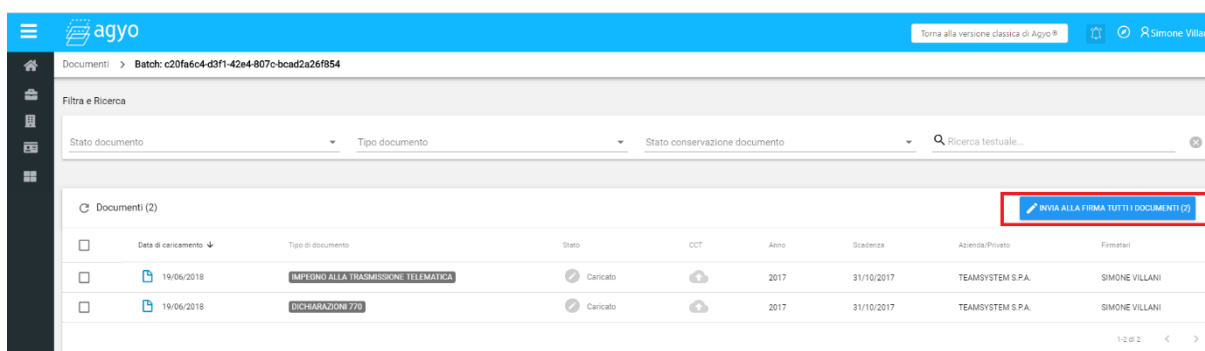 agyo
Torna alla versione classica di Agyo®
Simone Villan
Documenti > Batch: c20fa6c4-d3f1-42e4-807c-bcad2a26f854
Filtra e Ricerca
Stato documento
Tipo documento
Stato conservazione documento
Ricerca testuale...
Documenti (2)
INVIA ALLA FIRMA TUTTI I DOCUMENTI (2)
Data di caricamento Tipo di documento Stato CCT Anno Scadenza Azienda/Privato Firmatari
19/06/2018 IMPEGNO ALLA TRASMISSIONE TELEMATICA Caricato 2017 31/10/2017 TEAMSYSTEM S.P.A. SIMONE VILLANI
19/06/2018 DICHIARAZIONI 770 Caricato 2017 31/10/2017 TEAMSYSTEM S.P.A. SIMONE VILLANI
1-2 di 2 < >